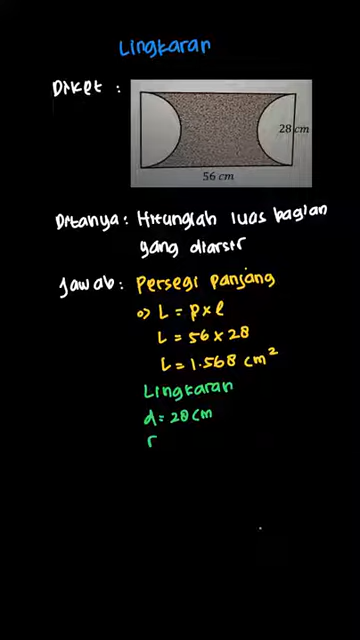 Lingkaran
Diket :
28 cm
56 cm
Ditanya : Hitunglah luas bagian
yang diarsir
Jawab : Persegi panjang
=> L = p x l
L = 56 x 28
L = 1.568 cm²
Lingkaran
d = 28 cm
r